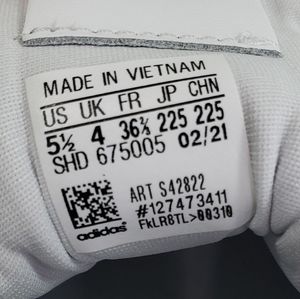 MADE IN VIETNAM
US UK FR JP CHN
5½ 4 36⅔ 225 225
SHD 675005 02/21
ART S42822
#127473411
adidas FkLR8TL>00310